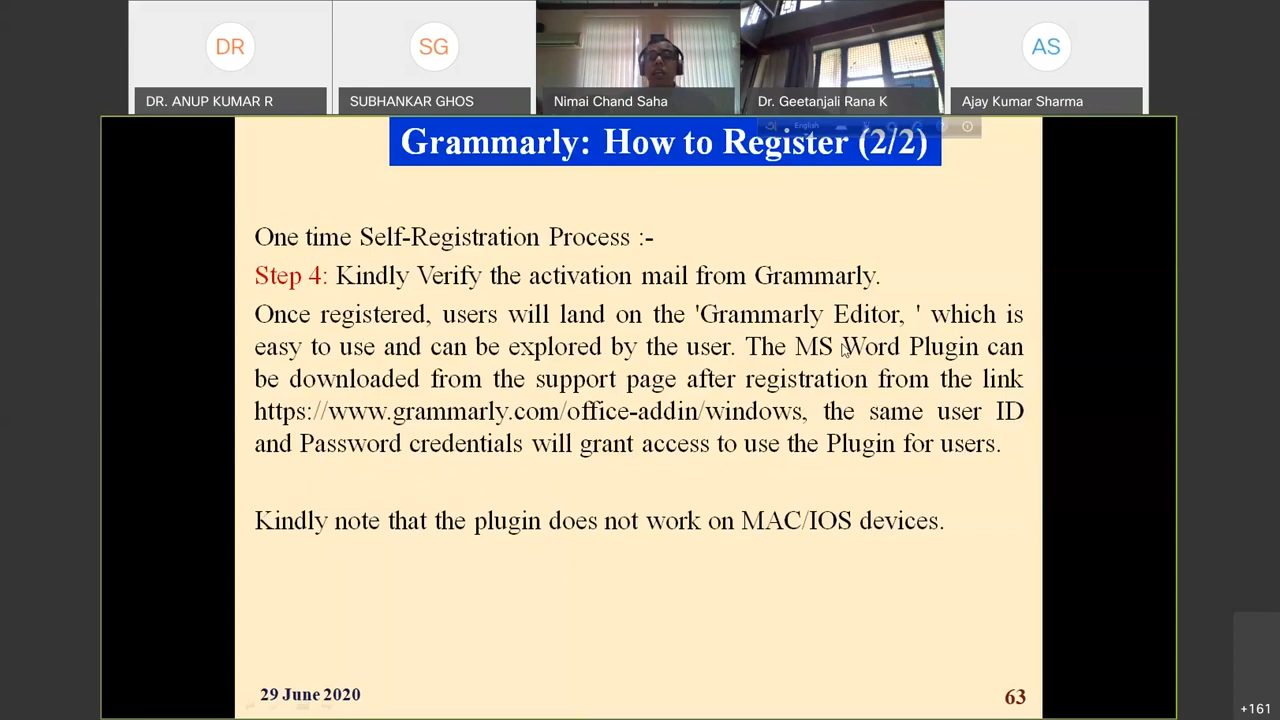 DR
SG
AS
DR. ANUP KUMAR R
SUBHANKAR GHOS
Nimai Chand Saha
Dr. Geetanjali Rana K
Ajay Kumar Sharma
English
Grammarly: How to Register (2/2)
One time Self-Registration Process :-
Step 4: Kindly Verify the activation mail from Grammarly.
Once registered, users will land on the 'Grammarly Editor, ' which is
easy to use and can be explored by the user. The MS Word Plugin can
be downloaded from the support page after registration from the link
https://www.grammarly.com/office-addin/windows, the same user ID
and Password credentials will grant access to use the Plugin for users.
Kindly note that the plugin does not work on MAC/IOS devices.
29 June 2020
63
+161